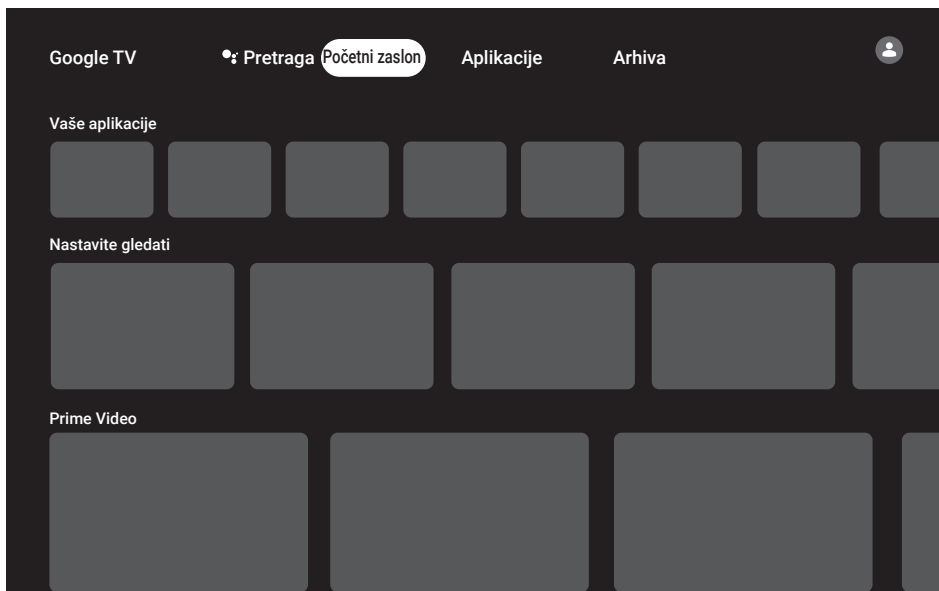 Google TV Pretraga Početni zaslon Aplikacije Arhiva
Vaše aplikacije
Nastavite gledati
Prime Video